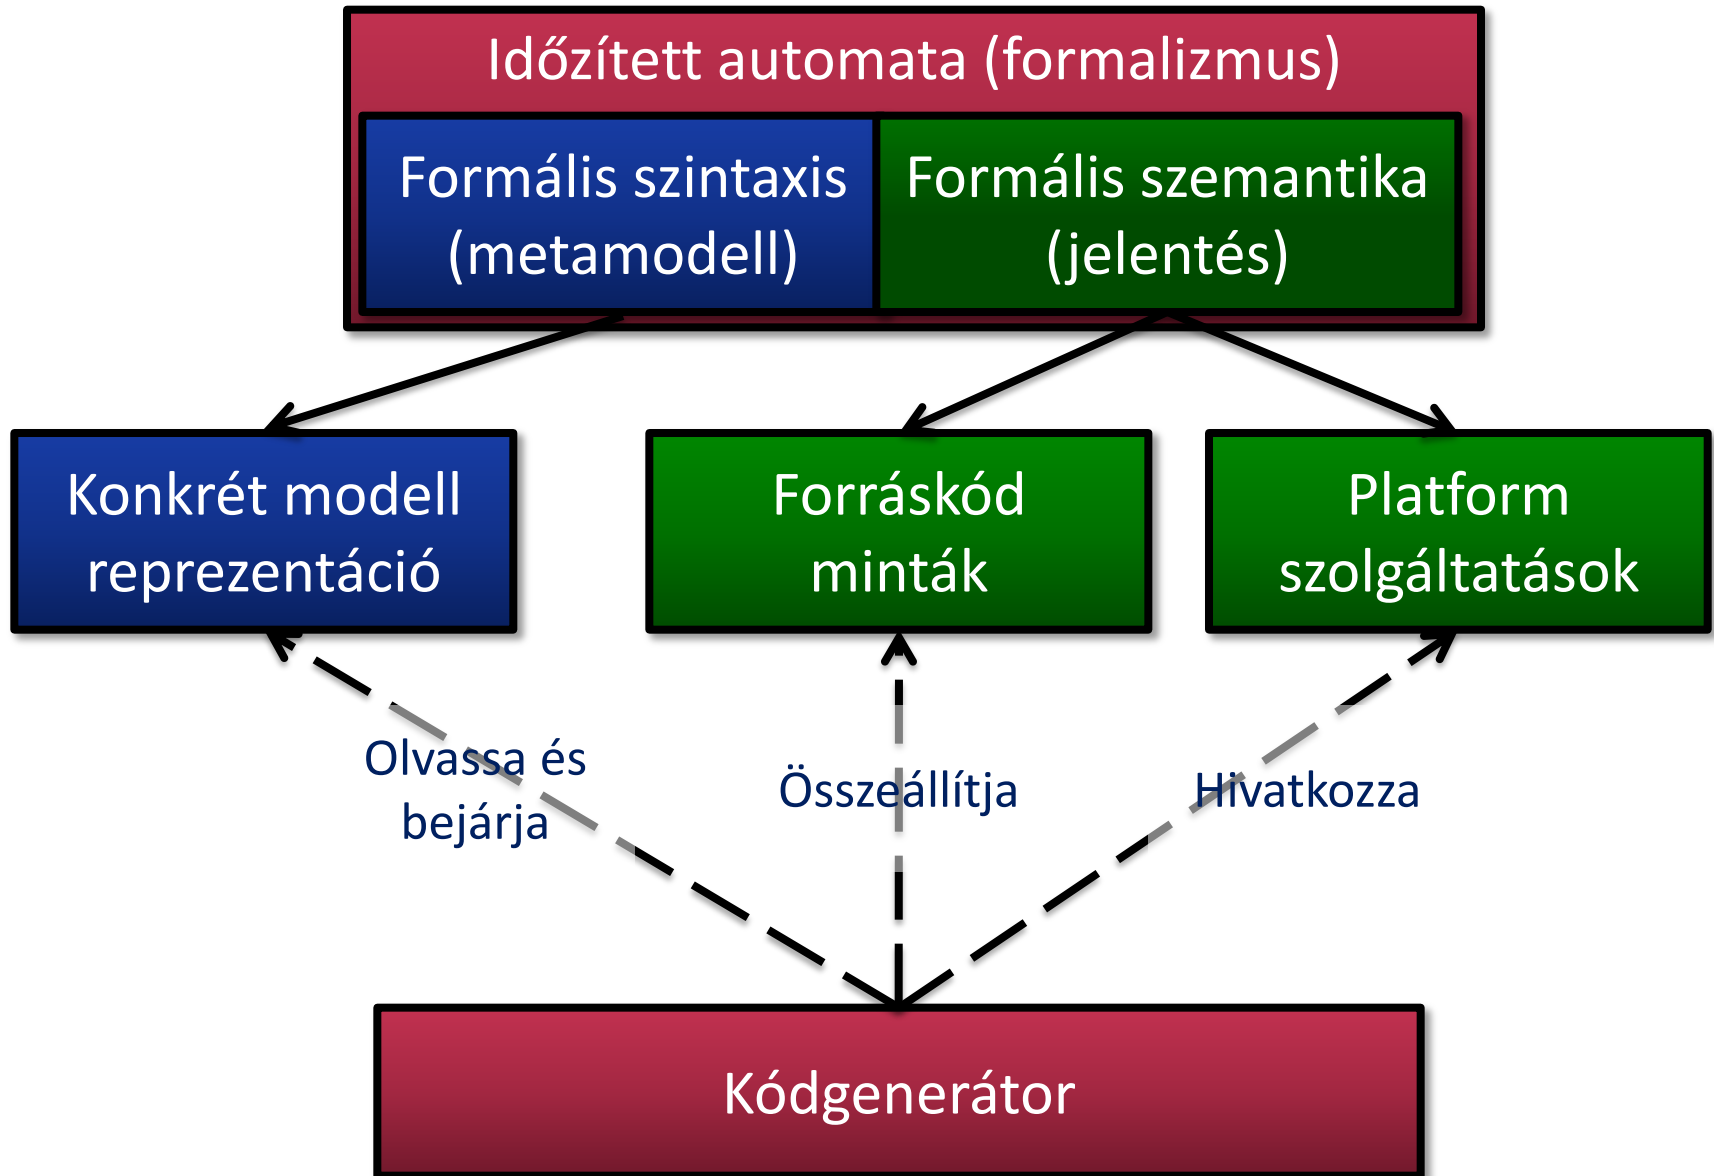 Időzített automata (formalizmus)
Formális szintaxis
(metamodell)
Formális szemantika
(jelentés)
Konkrét modell
reprezentáció
Forráskód
minták
Platform
szolgáltatások
Olvassa és
bejárja
Összeállítja
Hivatkozza
Kódgenerátor